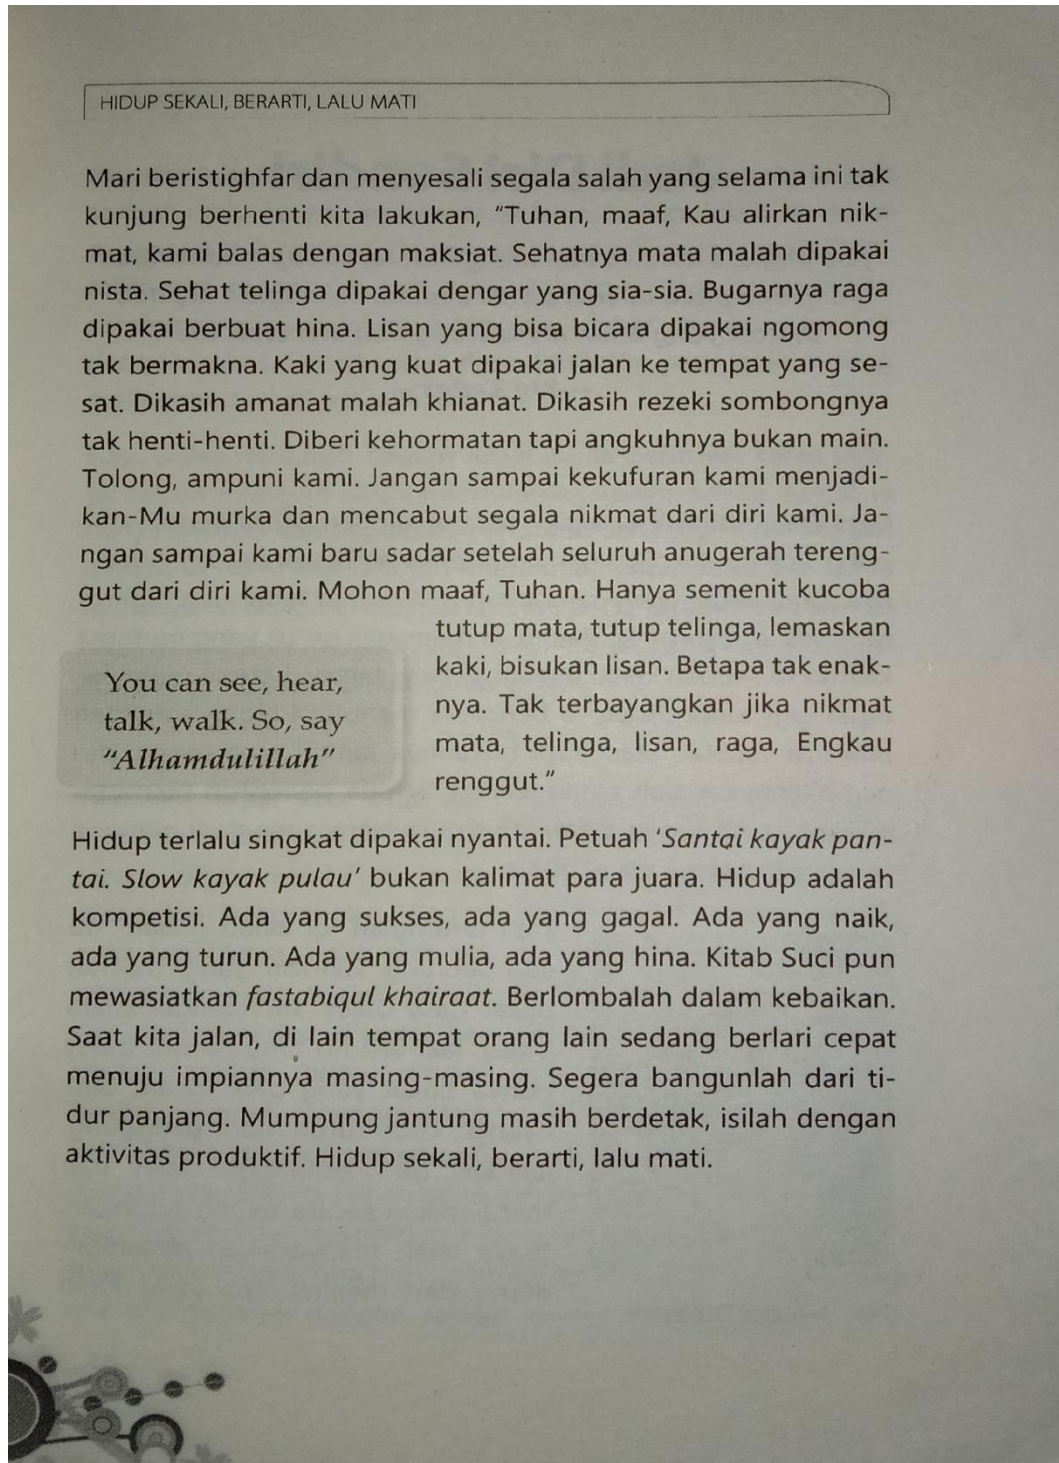 HIDUP SEKALI, BERARTI, LALU MATI
Mari beristighfar dan menyesali segala salah yang selama ini tak
kunjung berhenti kita lakukan, "Tuhan, maaf, Kau alirkan nik-
mat, kami balas dengan maksiat. Sehatnya mata malah dipakai
nista. Sehat telinga dipakai dengar yang sia-sia. Bugarnya raga
dipakai berbuat hina. Lisan yang bisa bicara dipakai ngomong
tak bermakna. Kaki yang kuat dipakai jalan ke tempat yang se-
sat. Dikasih amanat malah khianat. Dikasih rezeki sombongnya
tak henti-henti. Diberi kehormatan tapi angkuhnya bukan main.
Tolong, ampuni kami. Jangan sampai kekufuran kami menjadi-
kan-Mu murka dan mencabut segala nikmat dari diri kami. Ja-
ngan sampai kami baru sadar setelah seluruh anugerah tereng-
gut dari diri kami. Mohon maaf, Tuhan. Hanya semenit kucoba
tutup mata, tutup telinga, lemaskan
kaki, bisukan lisan. Betapa tak enak-
nya. Tak terbayangkan jika nikmat
mata, telinga, lisan, raga, Engkau
renggut."
You can see, hear,
talk, walk. So, say
"Alhamdulillah"
Hidup terlalu singkat dipakai nyantai. Petuah 'Santai kayak pan-
tai. Slow kayak pulau' bukan kalimat para juara. Hidup adalah
kompetisi. Ada yang sukses, ada yang gagal. Ada yang naik,
ada yang turun. Ada yang mulia, ada yang hina. Kitab Suci pun
mewasiatkan fastabiqul khairaat. Berlombalah dalam kebaikan.
Saat kita jalan, di lain tempat orang lain sedang berlari cepat
menuju impiannya masing-masing. Segera bangunlah dari ti-
dur panjang. Mumpung jantung masih berdetak, isilah dengan
aktivitas produktif. Hidup sekali, berarti, lalu mati.